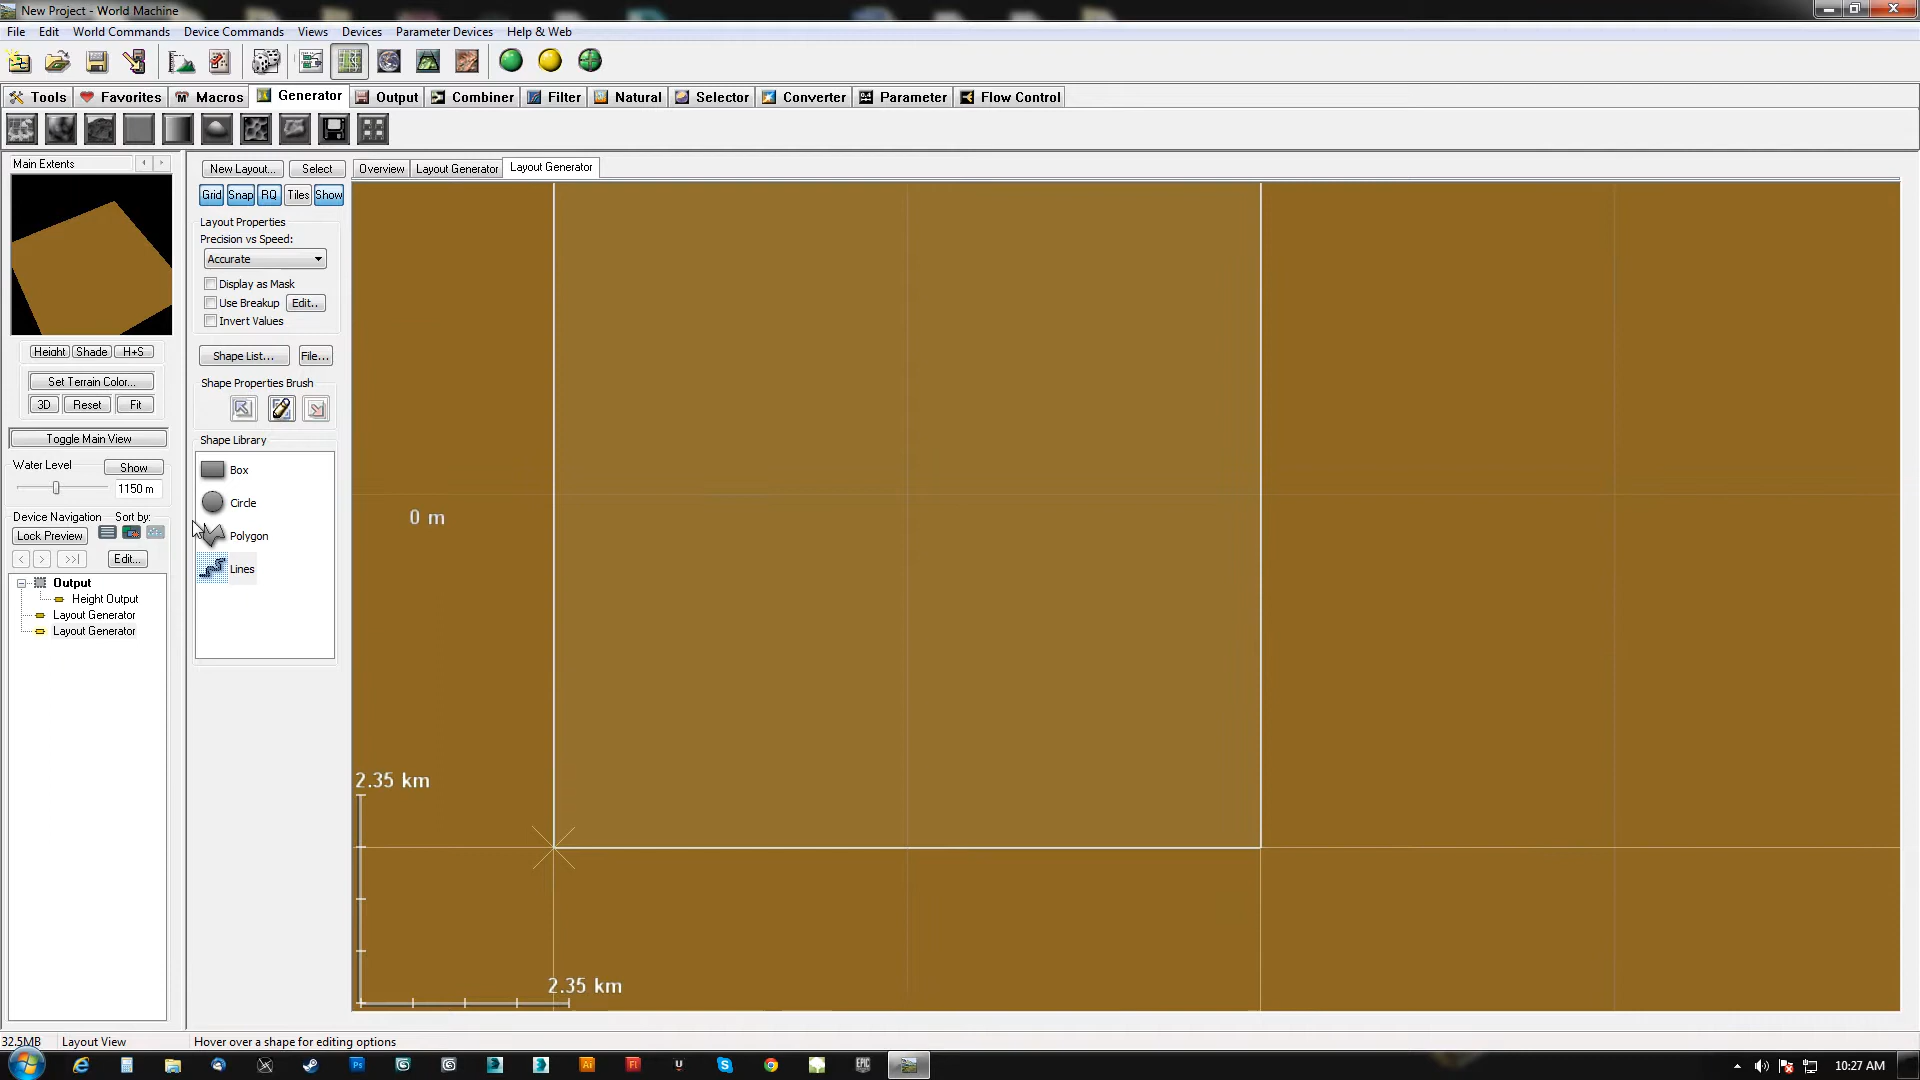 New Project - World Machine
File Edit World Commands Device Commands Views Devices Parameter Devices Help & Web
Tools Favorites Macros Generator Output Combiner Filter Natural Selector Converter Parameter Flow Control
Main Extents
New Layout... Select Overview Layout Generator Layout Generator
Grid Snap RQ Tiles Show
Layout Properties
Precision vs Speed:
Accurate
Display as Mask
Use Breakup Edit..
Invert Values
Height Shade H+S
Shape List... File...
Set Terrain Color...
Shape Properties Brush
3D Reset Fit
Toggle Main View
Shape Library
Water Level Show
Box
1150 m
Circle
Device Navigation Sort by:
0 m
Lock Preview
Polygon
Edit...
Lines
Output
Height Output
Layout Generator
Layout Generator
2.35 km
2.35 km
32.5MB Layout View Hover over a shape for editing options
Ps Ai Fl U EPIC 10:27 AM